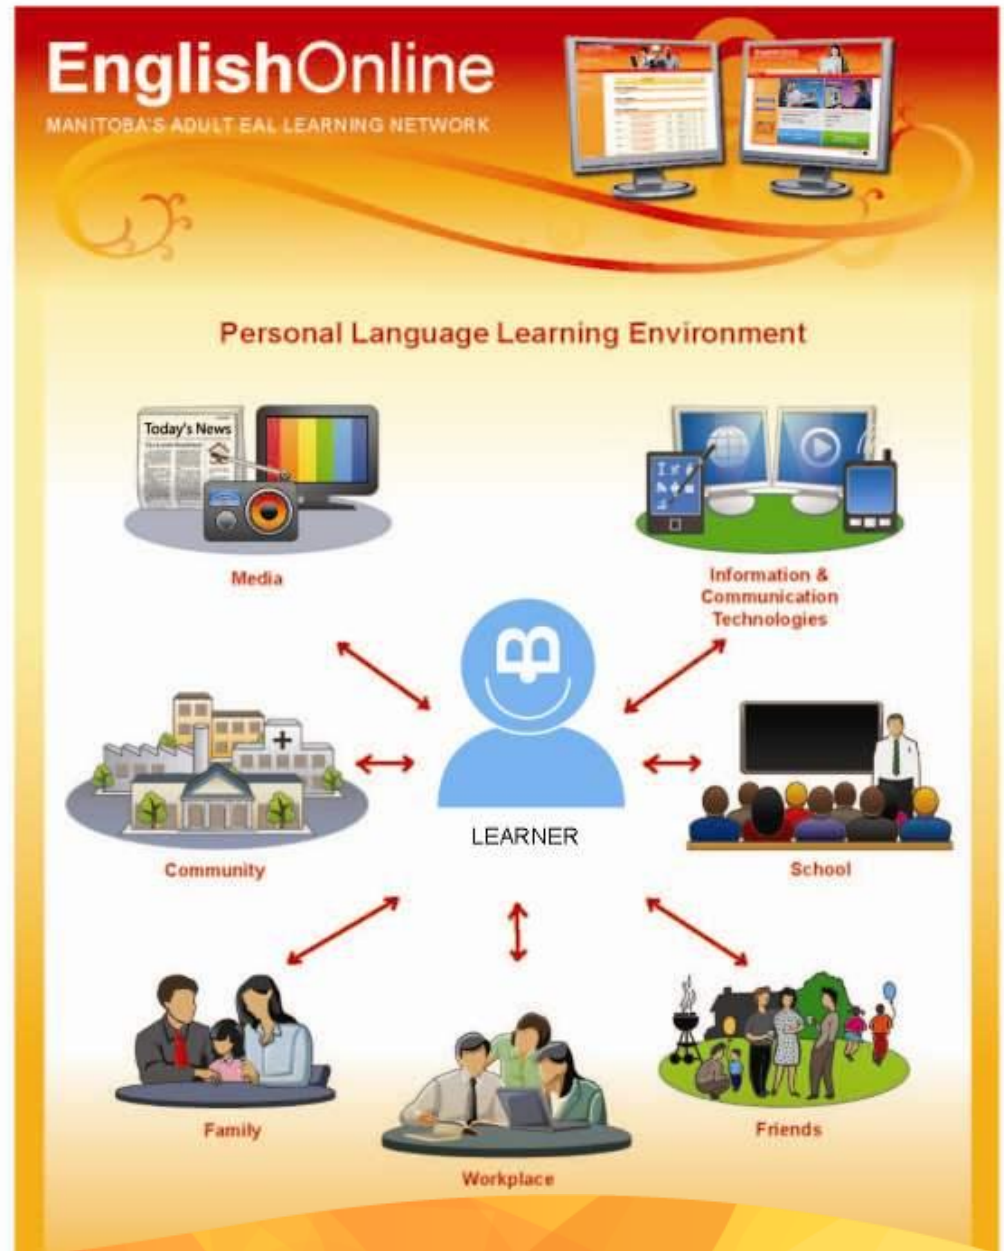 EnglishOnline
MANITOBA'S ADULT EAL LEARNING NETWORK
Personal Language Learning Environment
Today's News
Media
Information &
Communication
Technologies
LEARNER
Community
School
Family
Workplace
Friends